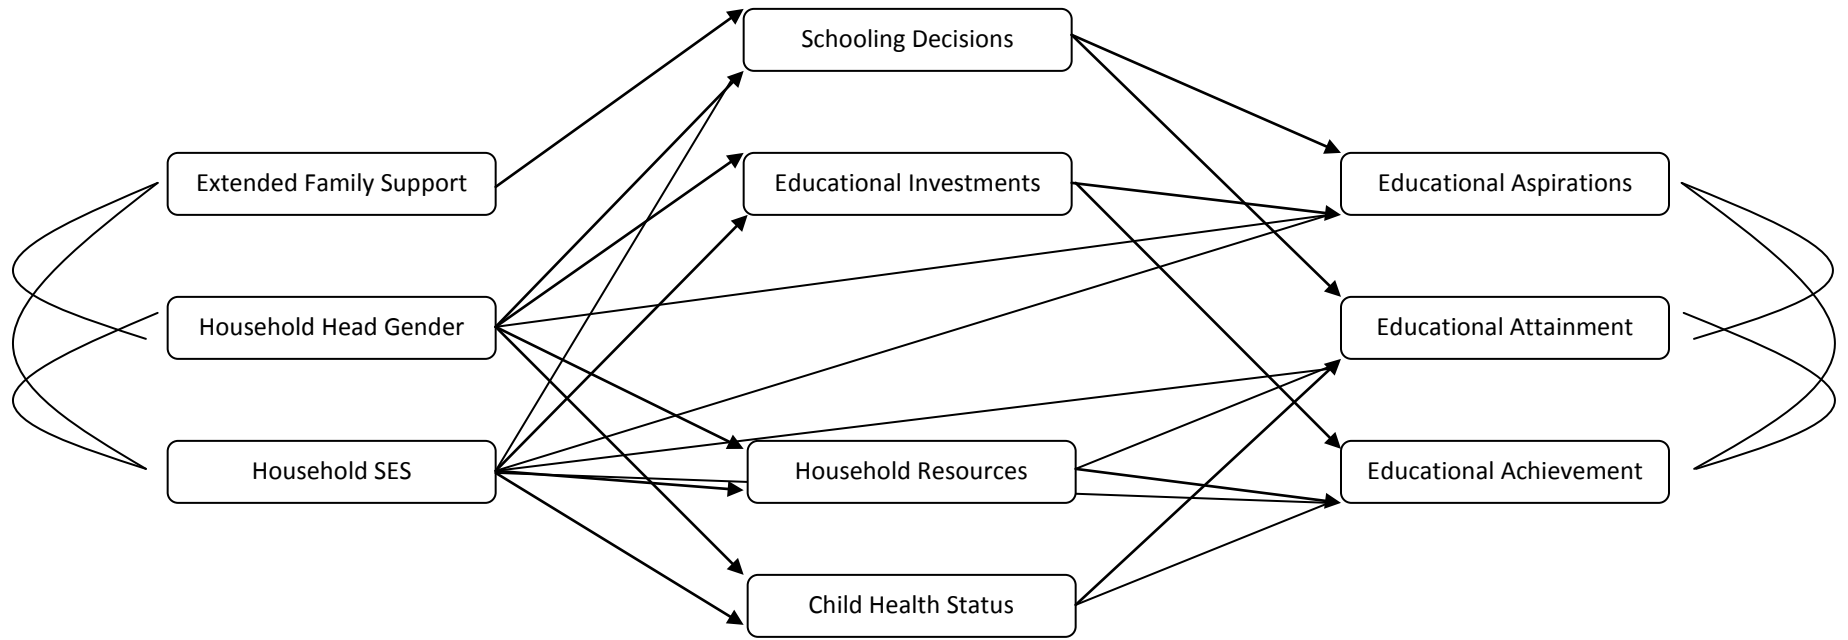 Schooling Decisions
Extended Family Support
Educational Investments
Educational Aspirations
Household Head Gender
Educational Attainment
Household SES
Household Resources
Educational Achievement
Child Health Status